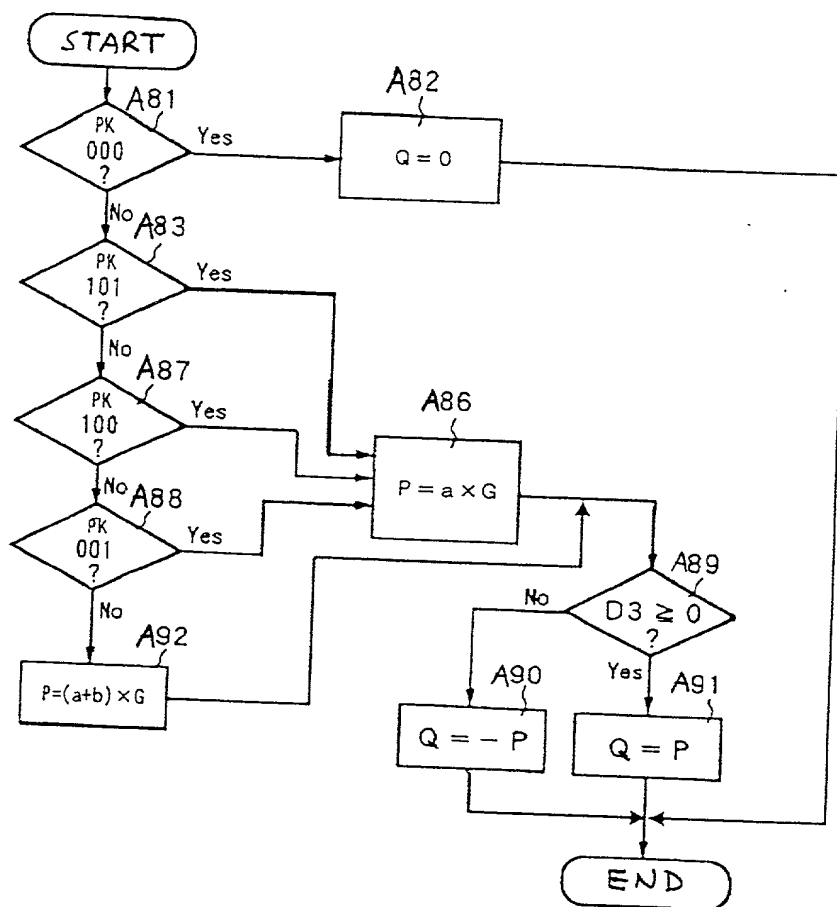 START
A81
PK
000
?
Yes
No
A82
Q = 0
A83
PK
101
?
Yes
No
A87
PK
100
?
Yes
No
A86
P = a × G
A88
PK
001
?
Yes
No
A92
P=(a+b) × G
A89
D3 ≧ 0
?
No
Yes
A90
Q = − P
A91
Q = P
END